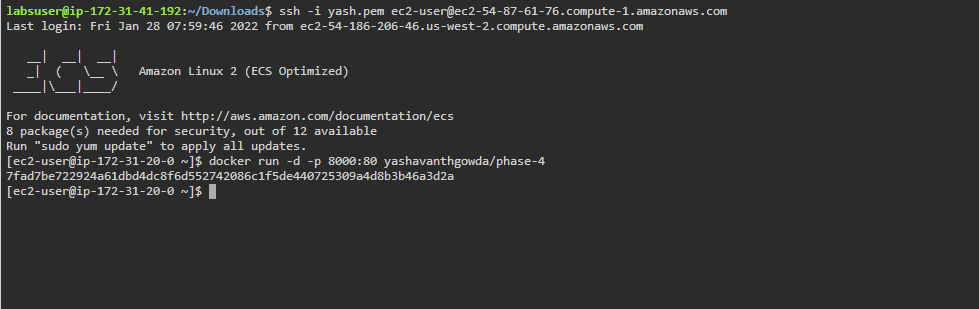 labsuser@ip-172-31-41-192:~/Downloads$ ssh -i yash.pem ec2-user@ec2-54-87-61-76.compute-1.amazonaws.com
Last login: Fri Jan 28 07:59:46 2022 from ec2-54-186-206-46.us-west-2.compute.amazonaws.com
   __|  __|  __|
   _|  (   \__ \   Amazon Linux 2 (ECS Optimized)
 ____|\___|____/
For documentation, visit http://aws.amazon.com/documentation/ecs
8 package(s) needed for security, out of 12 available
Run "sudo yum update" to apply all updates.
[ec2-user@ip-172-31-20-0 ~]$ docker run -d -p 8000:80 yashavanthgowda/phase-4
7fad7be722924a61dbd4dc8f6d552742086c1f5de440725309a4d8b3b46a3d2a
[ec2-user@ip-172-31-20-0 ~]$